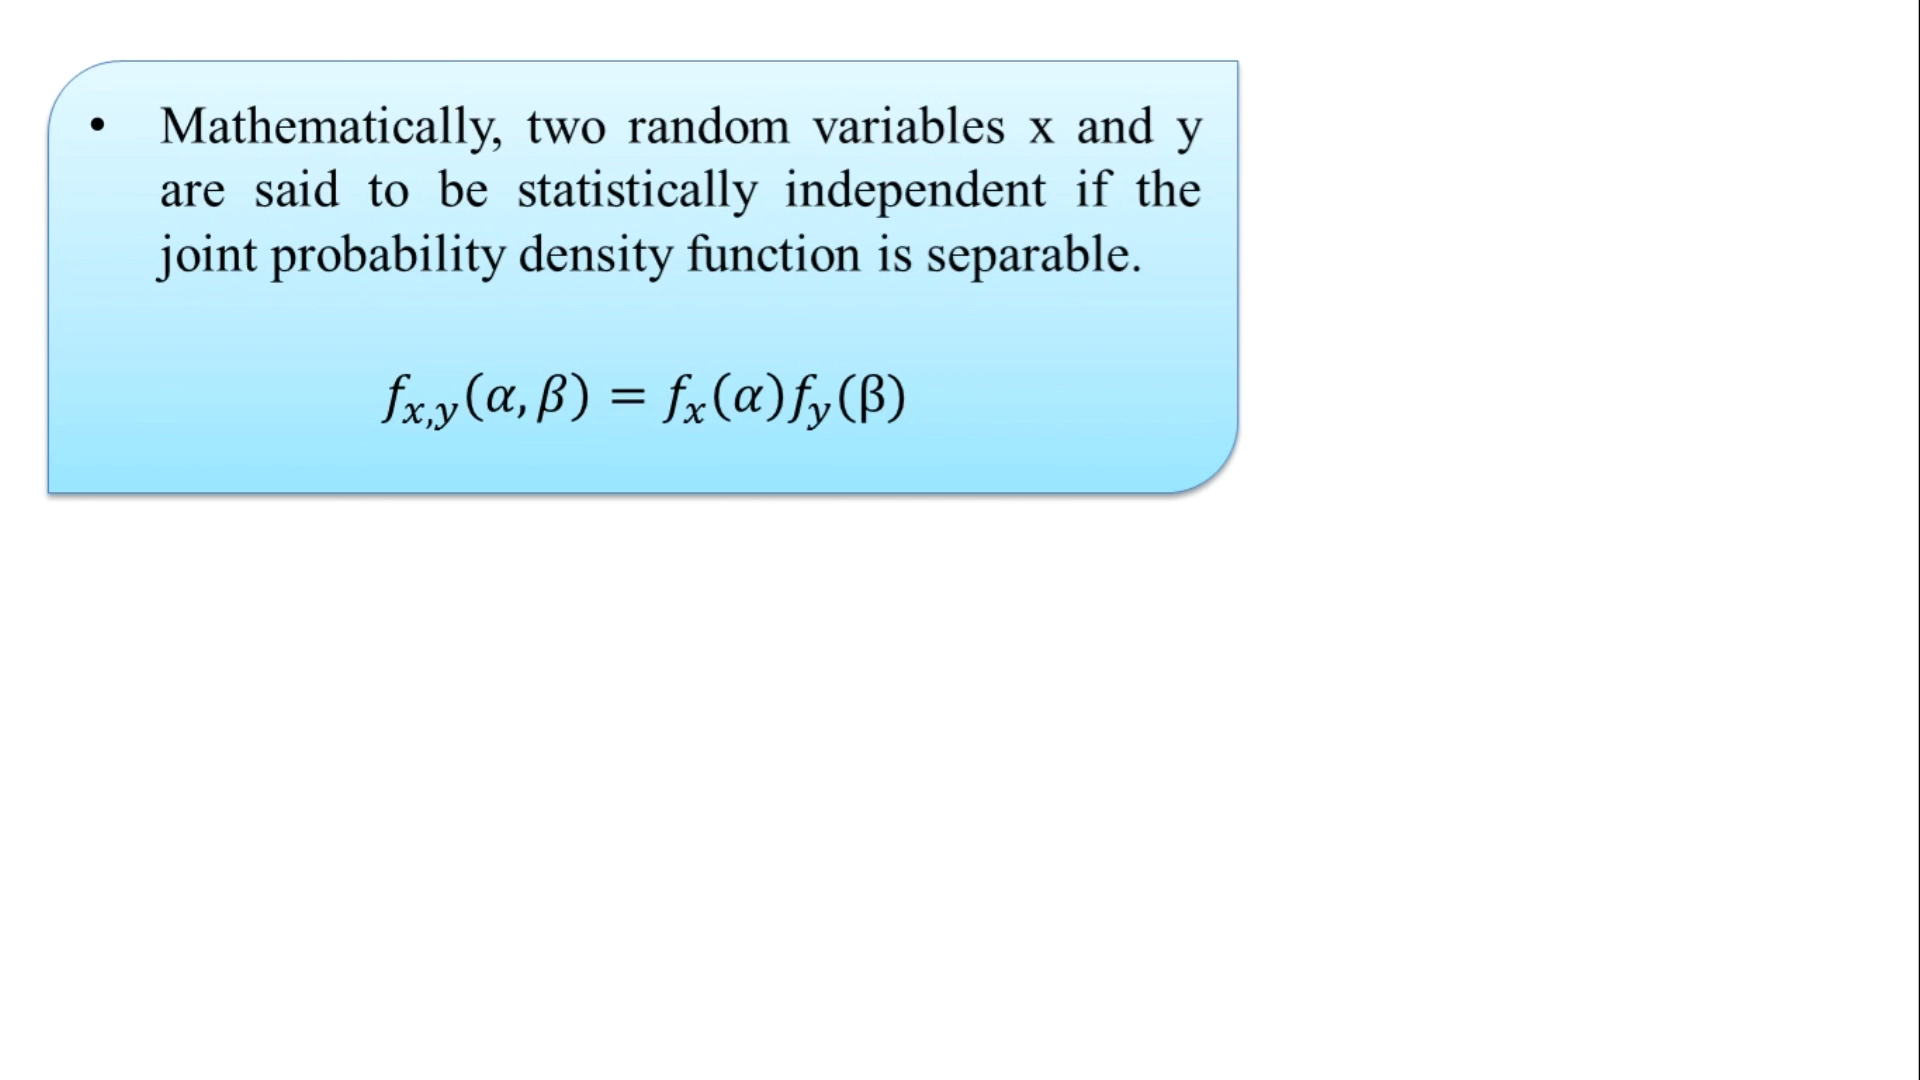 • Mathematically, two random variables x and y
are said to be statistically independent if the
joint probability density function is separable.
𝑓ₓ,ᵧ(𝛼, 𝛽) = 𝑓ₓ(𝛼)𝑓ᵧ(β)